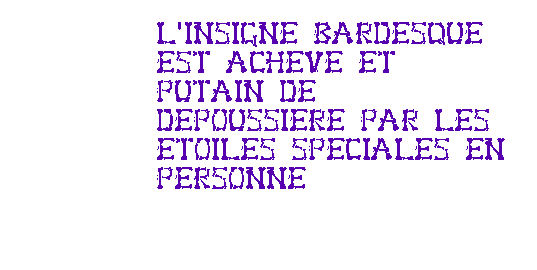 L'INSIGNE BARDESQUE
EST ACHEVE ET
PUTAIN DE
DEPOUSSIERE PAR LES
ETOILES SPECIALES EN
PERSONNE